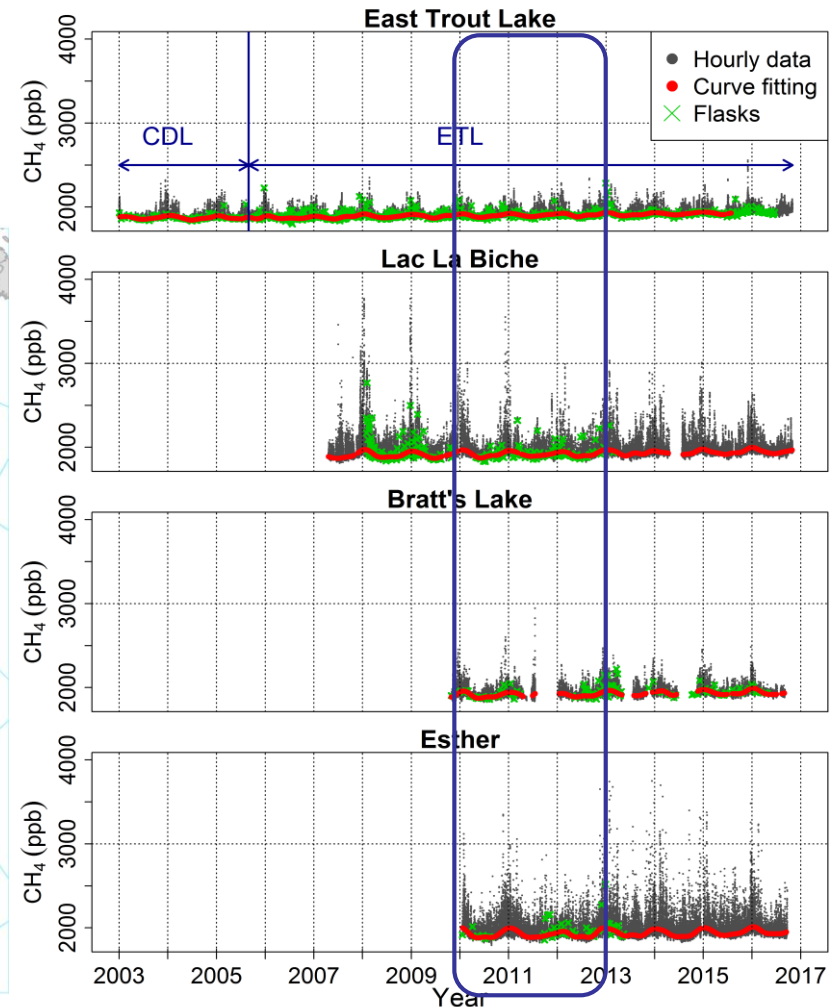 East Trout Lake
CH₄ (ppb)
4000
3000
2000
Hourly data
Curve fitting
Flasks
CDL
ETL
Lac La Biche
CH₄ (ppb)
4000
3000
2000
Bratt's Lake
CH₄ (ppb)
4000
3000
2000
Esther
CH₄ (ppb)
4000
3000
2000
2003 2005 2007 2009 2011 2013 2015 2017
Year